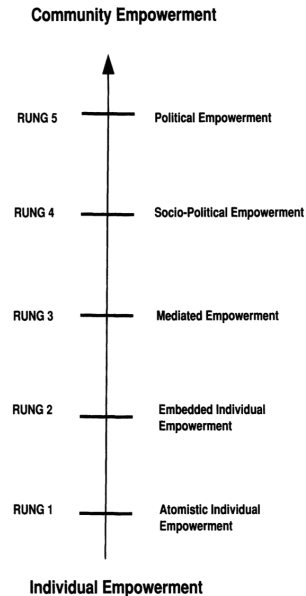 Community Empowerment
RUNG 5 Political Empowerment
RUNG 4 Socio-Political Empowerment
RUNG 3 Mediated Empowerment
RUNG 2 Embedded Individual
Empowerment
RUNG 1 Atomistic Individual
Empowerment
Individual Empowerment